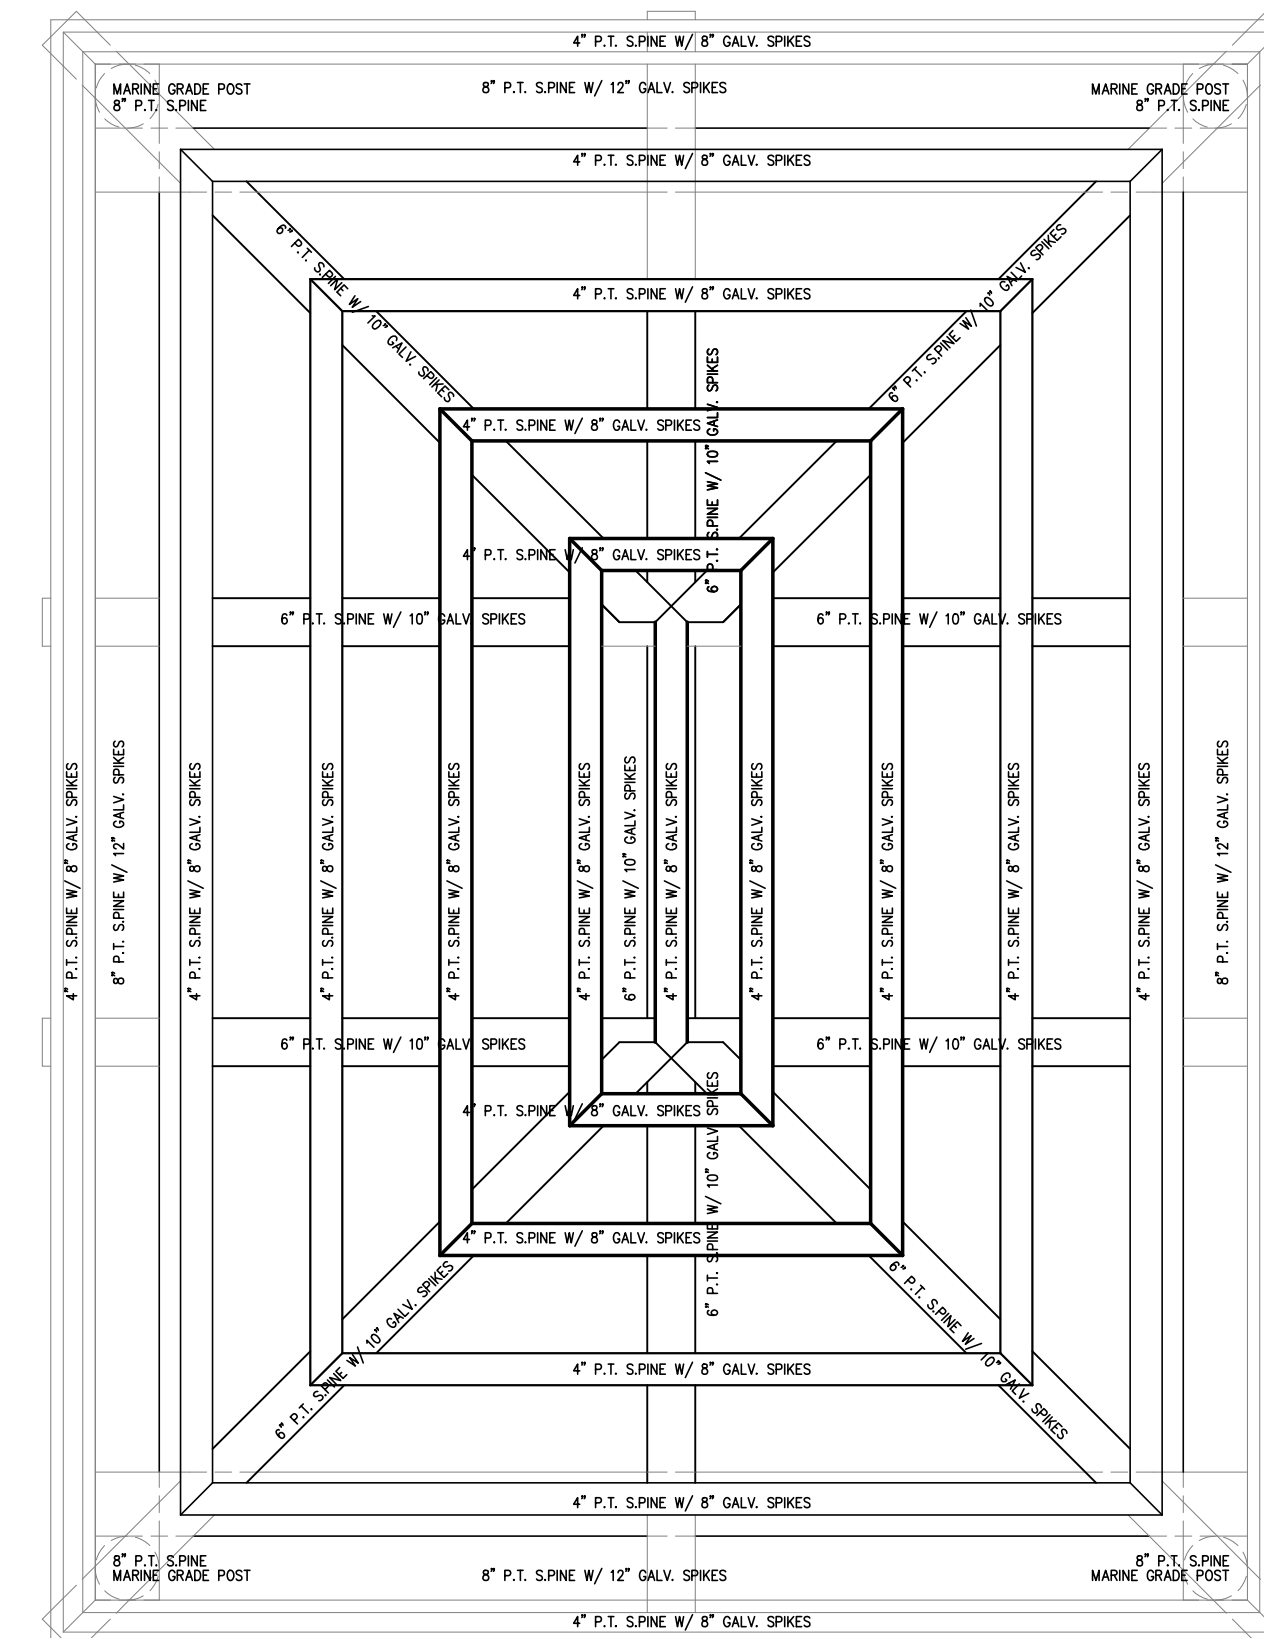 4” P.T. S.PINE W/ 8” GALV. SPIKES
MARINE GRADE POST
8” P.T. S.PINE
8” P.T. S.PINE W/ 12” GALV. SPIKES
MARINE GRADE POST
8” P.T. S.PINE
4” P.T. S.PINE W/ 8” GALV. SPIKES
6” P.T. S.PINE W/ 10” GALV. SPIKES
6” P.T. S.PINE W/ 10” GALV. SPIKES
4” P.T. S.PINE W/ 8” GALV. SPIKES
6” P.T. S.PINE W/ 10” GALV. SPIKES
4” P.T. S.PINE W/ 8” GALV. SPIKES
4” P.T. S.PINE W/ 8” GALV. SPIKES
6” P.T. S.PINE W/ 10” GALV. SPIKES
6” P.T. S.PINE W/ 10” GALV. SPIKES
4” P.T. S.PINE W/ 8” GALV. SPIKES
8” P.T. S.PINE W/ 12” GALV. SPIKES
4” P.T. S.PINE W/ 8” GALV. SPIKES
4” P.T. S.PINE W/ 8” GALV. SPIKES
4” P.T. S.PINE W/ 8” GALV. SPIKES
4” P.T. S.PINE W/ 8” GALV. SPIKES
6” P.T. S.PINE W/ 10” GALV. SPIKES
4” P.T. S.PINE W/ 8” GALV. SPIKES
4” P.T. S.PINE W/ 8” GALV. SPIKES
4” P.T. S.PINE W/ 8” GALV. SPIKES
4” P.T. S.PINE W/ 8” GALV. SPIKES
4” P.T. S.PINE W/ 8” GALV. SPIKES
8” P.T. S.PINE W/ 12” GALV. SPIKES
6” P.T. S.PINE W/ 10” GALV. SPIKES
6” P.T. S.PINE W/ 10” GALV. SPIKES
4” P.T. S.PINE W/ 8” GALV. SPIKES
6” P.T. S.PINE W/ 10” GALV. SPIKES
4” P.T. S.PINE W/ 8” GALV. SPIKES
6” P.T. S.PINE W/ 10” GALV. SPIKES
6” P.T. S.PINE W/ 10” GALV. SPIKES
4” P.T. S.PINE W/ 8” GALV. SPIKES
4” P.T. S.PINE W/ 8” GALV. SPIKES
8” P.T. S.PINE
MARINE GRADE POST
8” P.T. S.PINE W/ 12” GALV. SPIKES
8” P.T. S.PINE
MARINE GRADE POST
4” P.T. S.PINE W/ 8” GALV. SPIKES